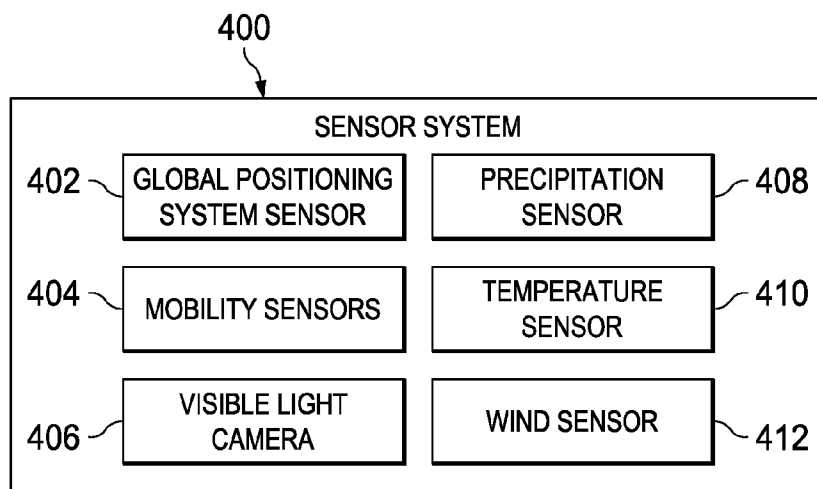 400
SENSOR SYSTEM
402
GLOBAL POSITIONING
SYSTEM SENSOR
PRECIPITATION
SENSOR
408
404
MOBILITY SENSORS
TEMPERATURE
SENSOR
410
406
VISIBLE LIGHT
CAMERA
WIND SENSOR
412